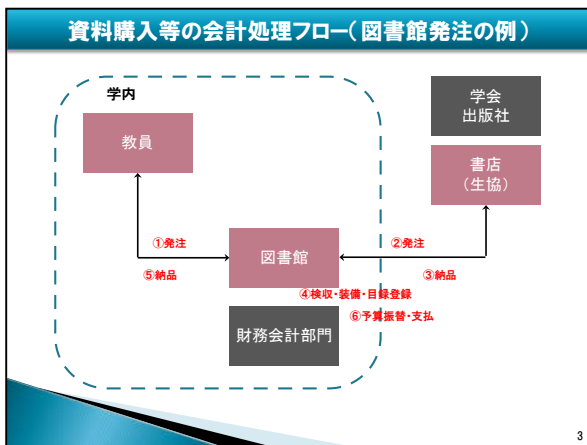 資料購入等の会計処理フロー（図書館発注の例）
学内
学会
出版社
教員
書店
（生協）
①発注
②発注
図書館
⑤納品
③納品
④検収・装備・目録登録
⑥予算振替・支払
財務会計部門
3